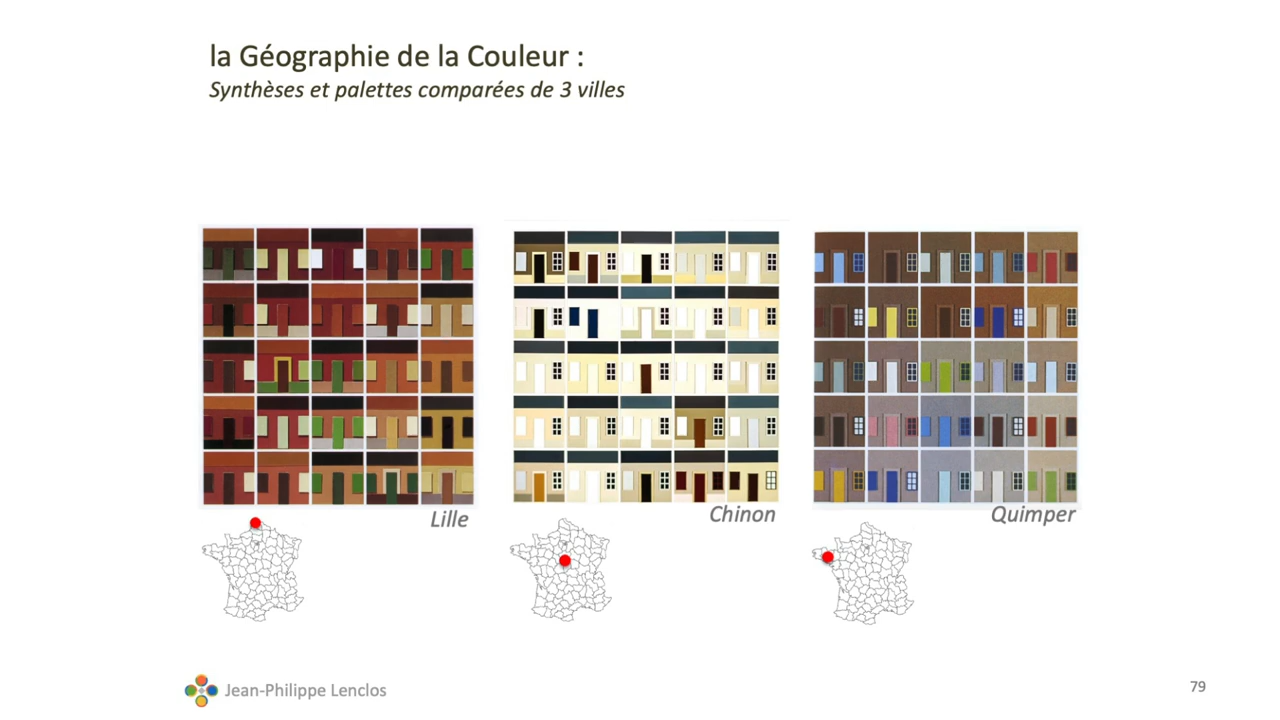 la Géographie de la Couleur :
Synthèses et palettes comparées de 3 villes
Lille
Chinon
Quimper
Jean-Philippe Lenclos
79